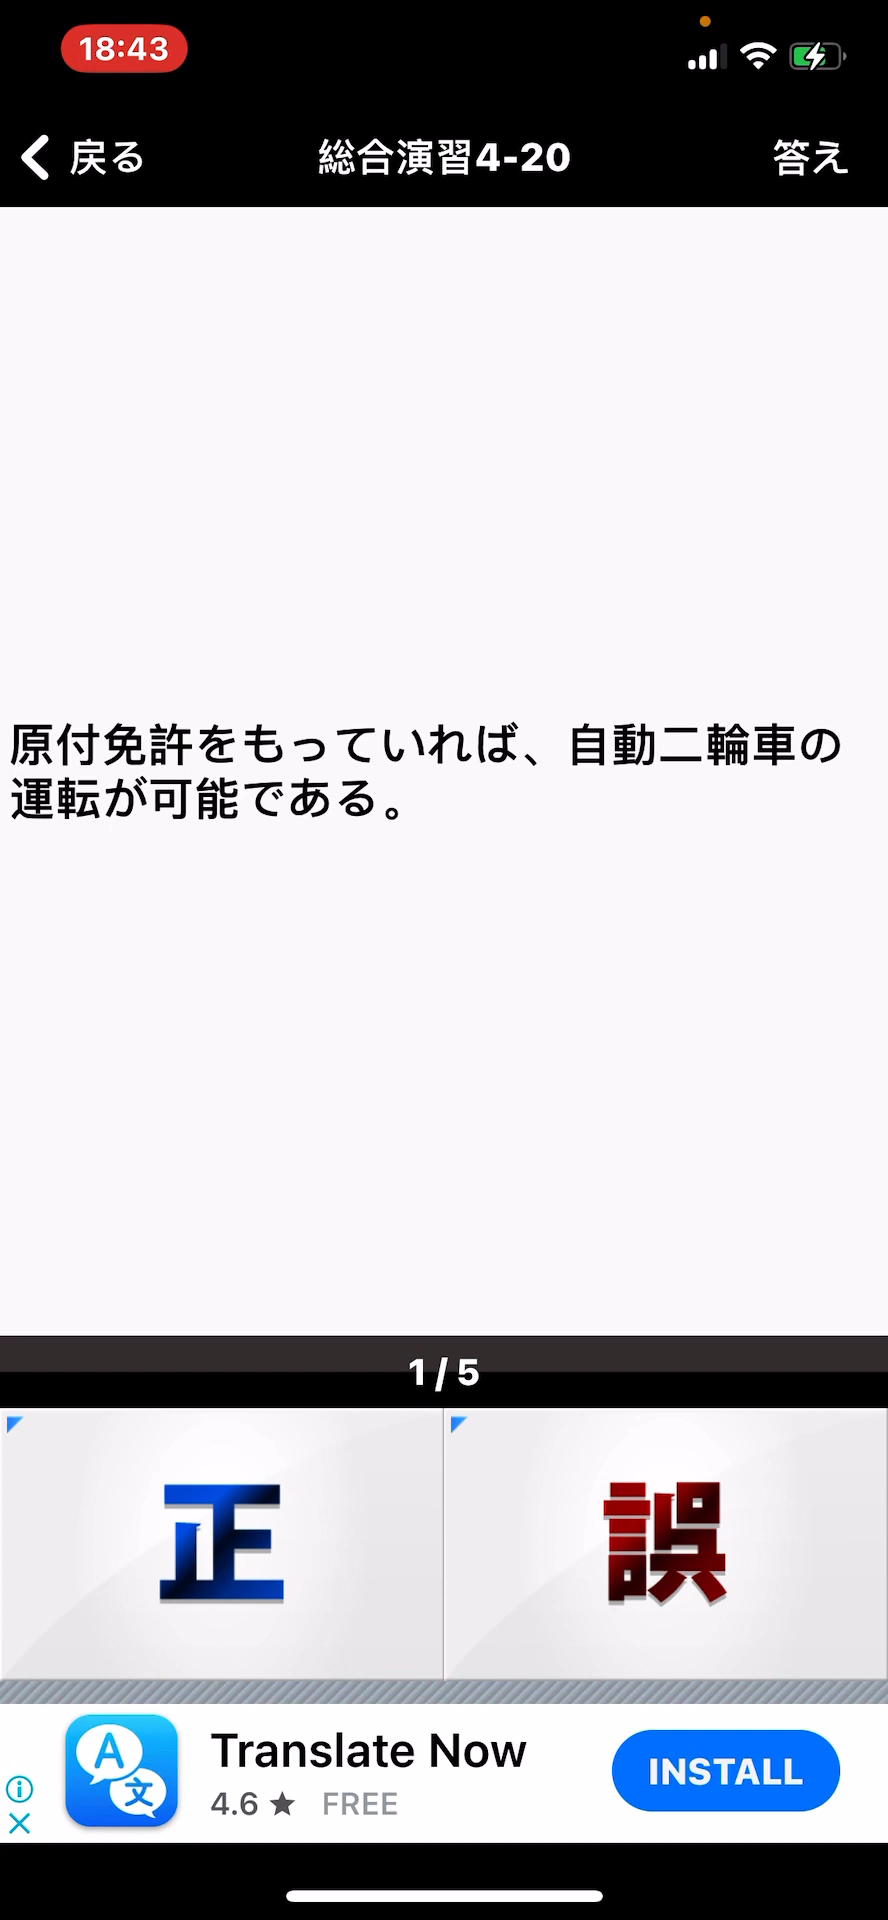 18:43
戻る
総合演習4-20
答え
原付免許をもっていれば、自動二輪車の
運転が可能である。
1 / 5
正
誤
A
文
Translate Now
4.6 ★ FREE
INSTALL